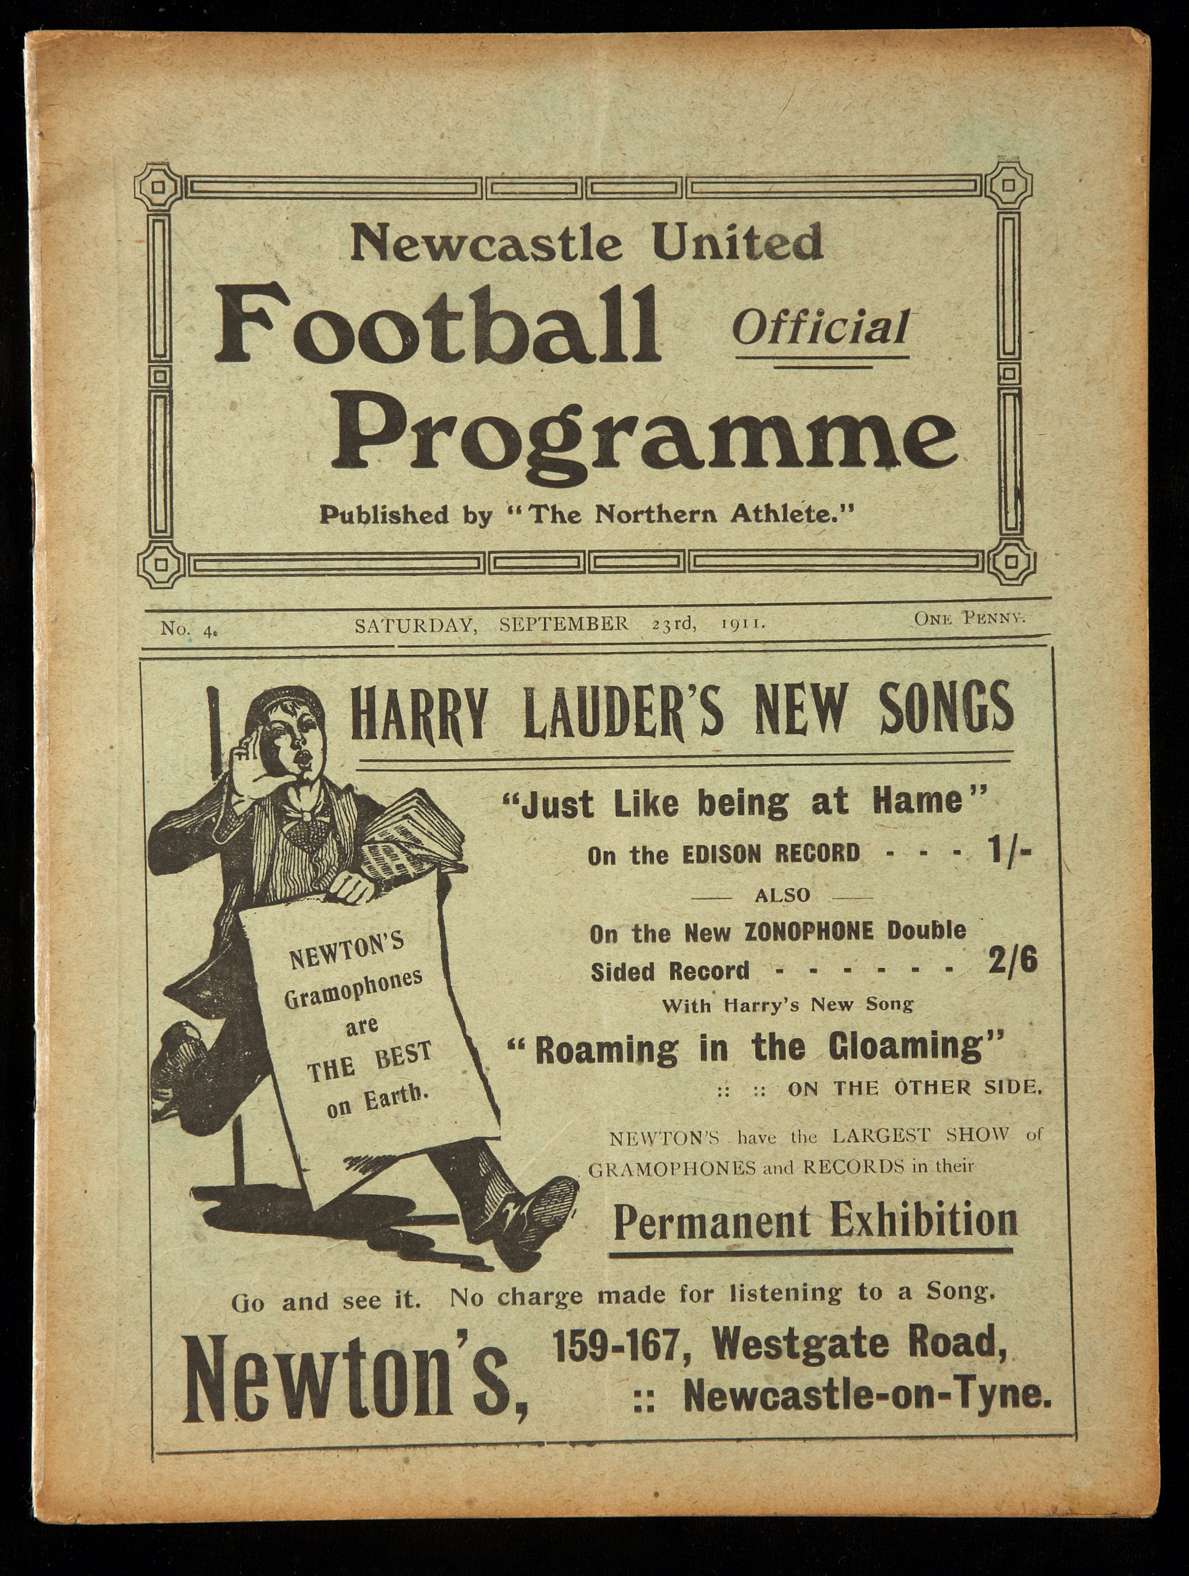 Newcastle United
Football Official
Programme
Published by "The Northern Athlete."
No. 4. SATURDAY, SEPTEMBER 23rd, 1911. ONE PENNY.
HARRY LAUDER'S NEW SONGS
"Just Like being at Hame"
On the EDISON RECORD - - - 1/-
ALSO
On the New ZONOPHONE Double
Sided Record - - - - - - 2/6
With Harry's New Song
"Roaming in the Gloaming"
:: :: ON THE OTHER SIDE.
NEWTON'S
Gramophones
are
THE BEST
on Earth.
NEWTON'S have the LARGEST SHOW of
GRAMOPHONES and RECORDS in their
Permanent Exhibition
Go and see it. No charge made for listening to a Song.
Newton's, 159-167, Westgate Road,
:: Newcastle-on-Tyne.